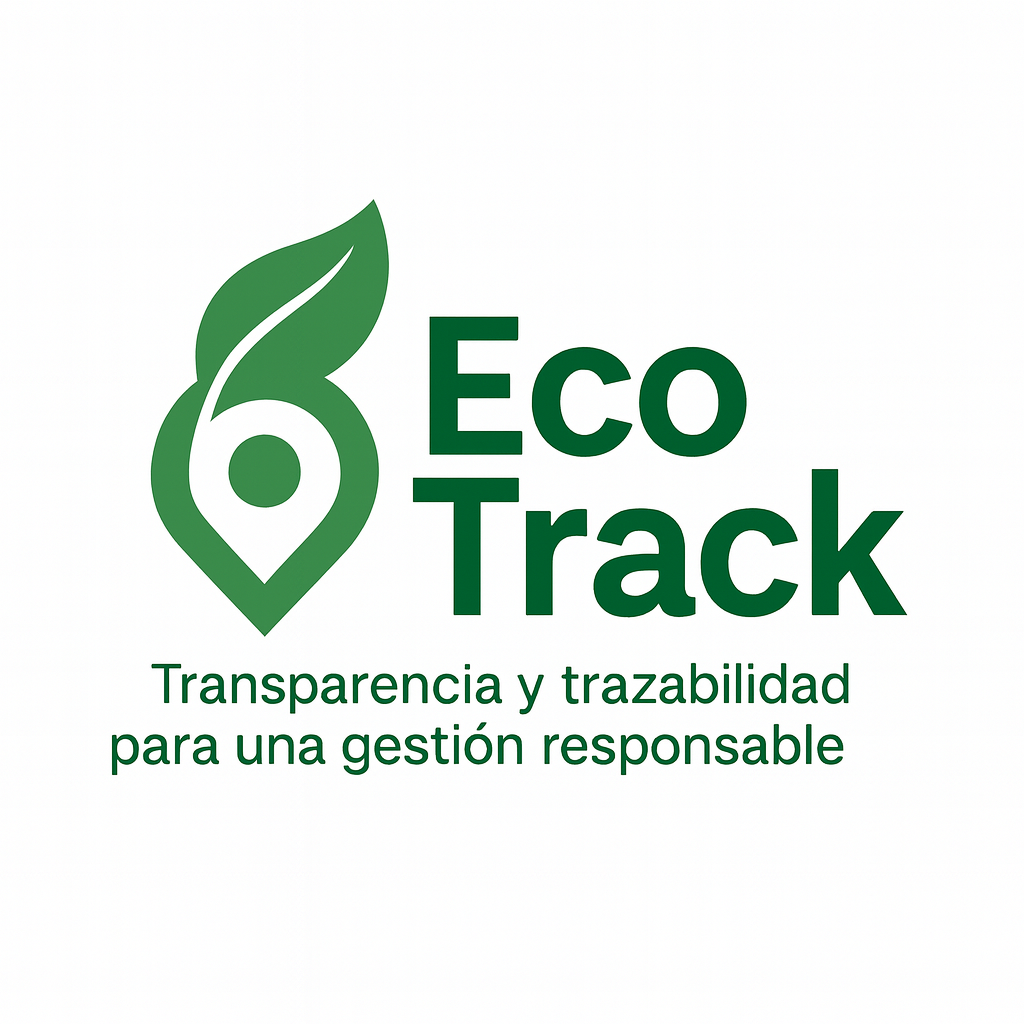 Eco
Track
Transparencia y trazabilidad
para una gestión responsable